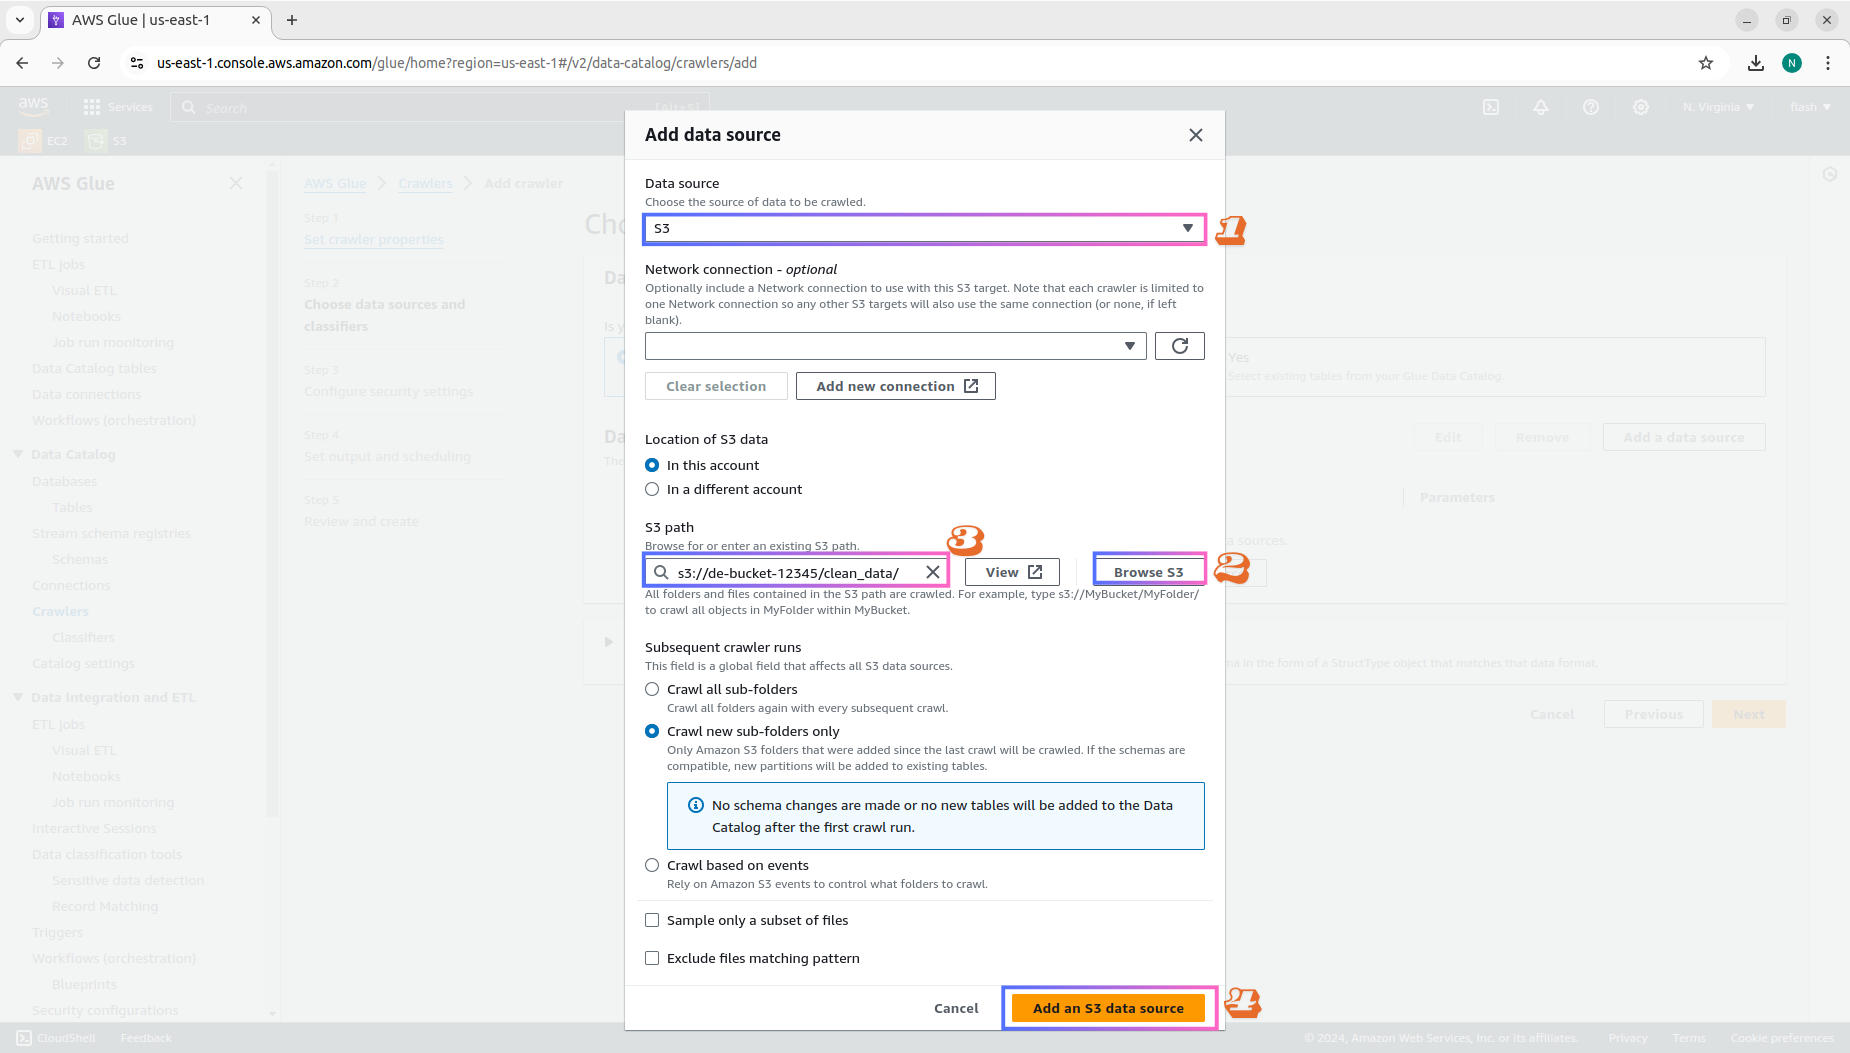 AWS Glue | us-east-1
us-east-1.console.aws.amazon.com/glue/home?region=us-east-1#/v2/data-catalog/crawlers/add
N
aws
Services
Search
[Alt+S]
N. Virginia
flash
EC2
S3
AWS Glue
Getting started
ETL jobs
Visual ETL
Notebooks
Job run monitoring
Data Catalog tables
Data connections
Workflows (orchestration)
Data Catalog
Databases
Tables
Stream schema registries
Schemas
Connections
Crawlers
Classifiers
Catalog settings
Data Integration and ETL
ETL jobs
Visual ETL
Notebooks
Job run monitoring
Interactive Sessions
Data classification tools
Sensitive data detection
Record Matching
Triggers
Workflows (orchestration)
Blueprints
Security configurations
AWS Glue
Crawlers
Add crawler
Step 1
Set crawler properties
Step 2
Choose data sources and
classifiers
Step 3
Configure security settings
Step 4
Set output and scheduling
Step 5
Review and create
Cho
Da
Is y
Da
The
Add data source
Data source
Choose the source of data to be crawled.
S3
1
Network connection - optional
Optionally include a Network connection to use with this S3 target. Note that each crawler is limited to
one Network connection so any other S3 targets will also use the same connection (or none, if left
blank).
Clear selection
Add new connection
Location of S3 data
In this account
In a different account
S3 path
Browse for or enter an existing S3 path.
3
s3://de-bucket-12345/clean_data/
View
Browse S3
2
All folders and files contained in the S3 path are crawled. For example, type s3://MyBucket/MyFolder/
to crawl all objects in MyFolder within MyBucket.
Subsequent crawler runs
This field is a global field that affects all S3 data sources.
Crawl all sub-folders
Crawl all folders again with every subsequent crawl.
Crawl new sub-folders only
Only Amazon S3 folders that were added since the last crawl will be crawled. If the schemas are
compatible, new partitions will be added to existing tables.
No schema changes are made or no new tables will be added to the Data
Catalog after the first crawl run.
Crawl based on events
Rely on Amazon S3 events to control what folders to crawl.
Sample only a subset of files
Exclude files matching pattern
Cancel
Add an S3 data source
4
Yes
Select existing tables from your Glue Data Catalog.
Edit
Remove
Add a data source
Parameters
a sources.
na in the form of a StructType object that matches that data format.
Cancel
Previous
Next
CloudShell
Feedback
© 2024, Amazon Web Services, Inc. or its affiliates.
Privacy
Terms
Cookie preferences